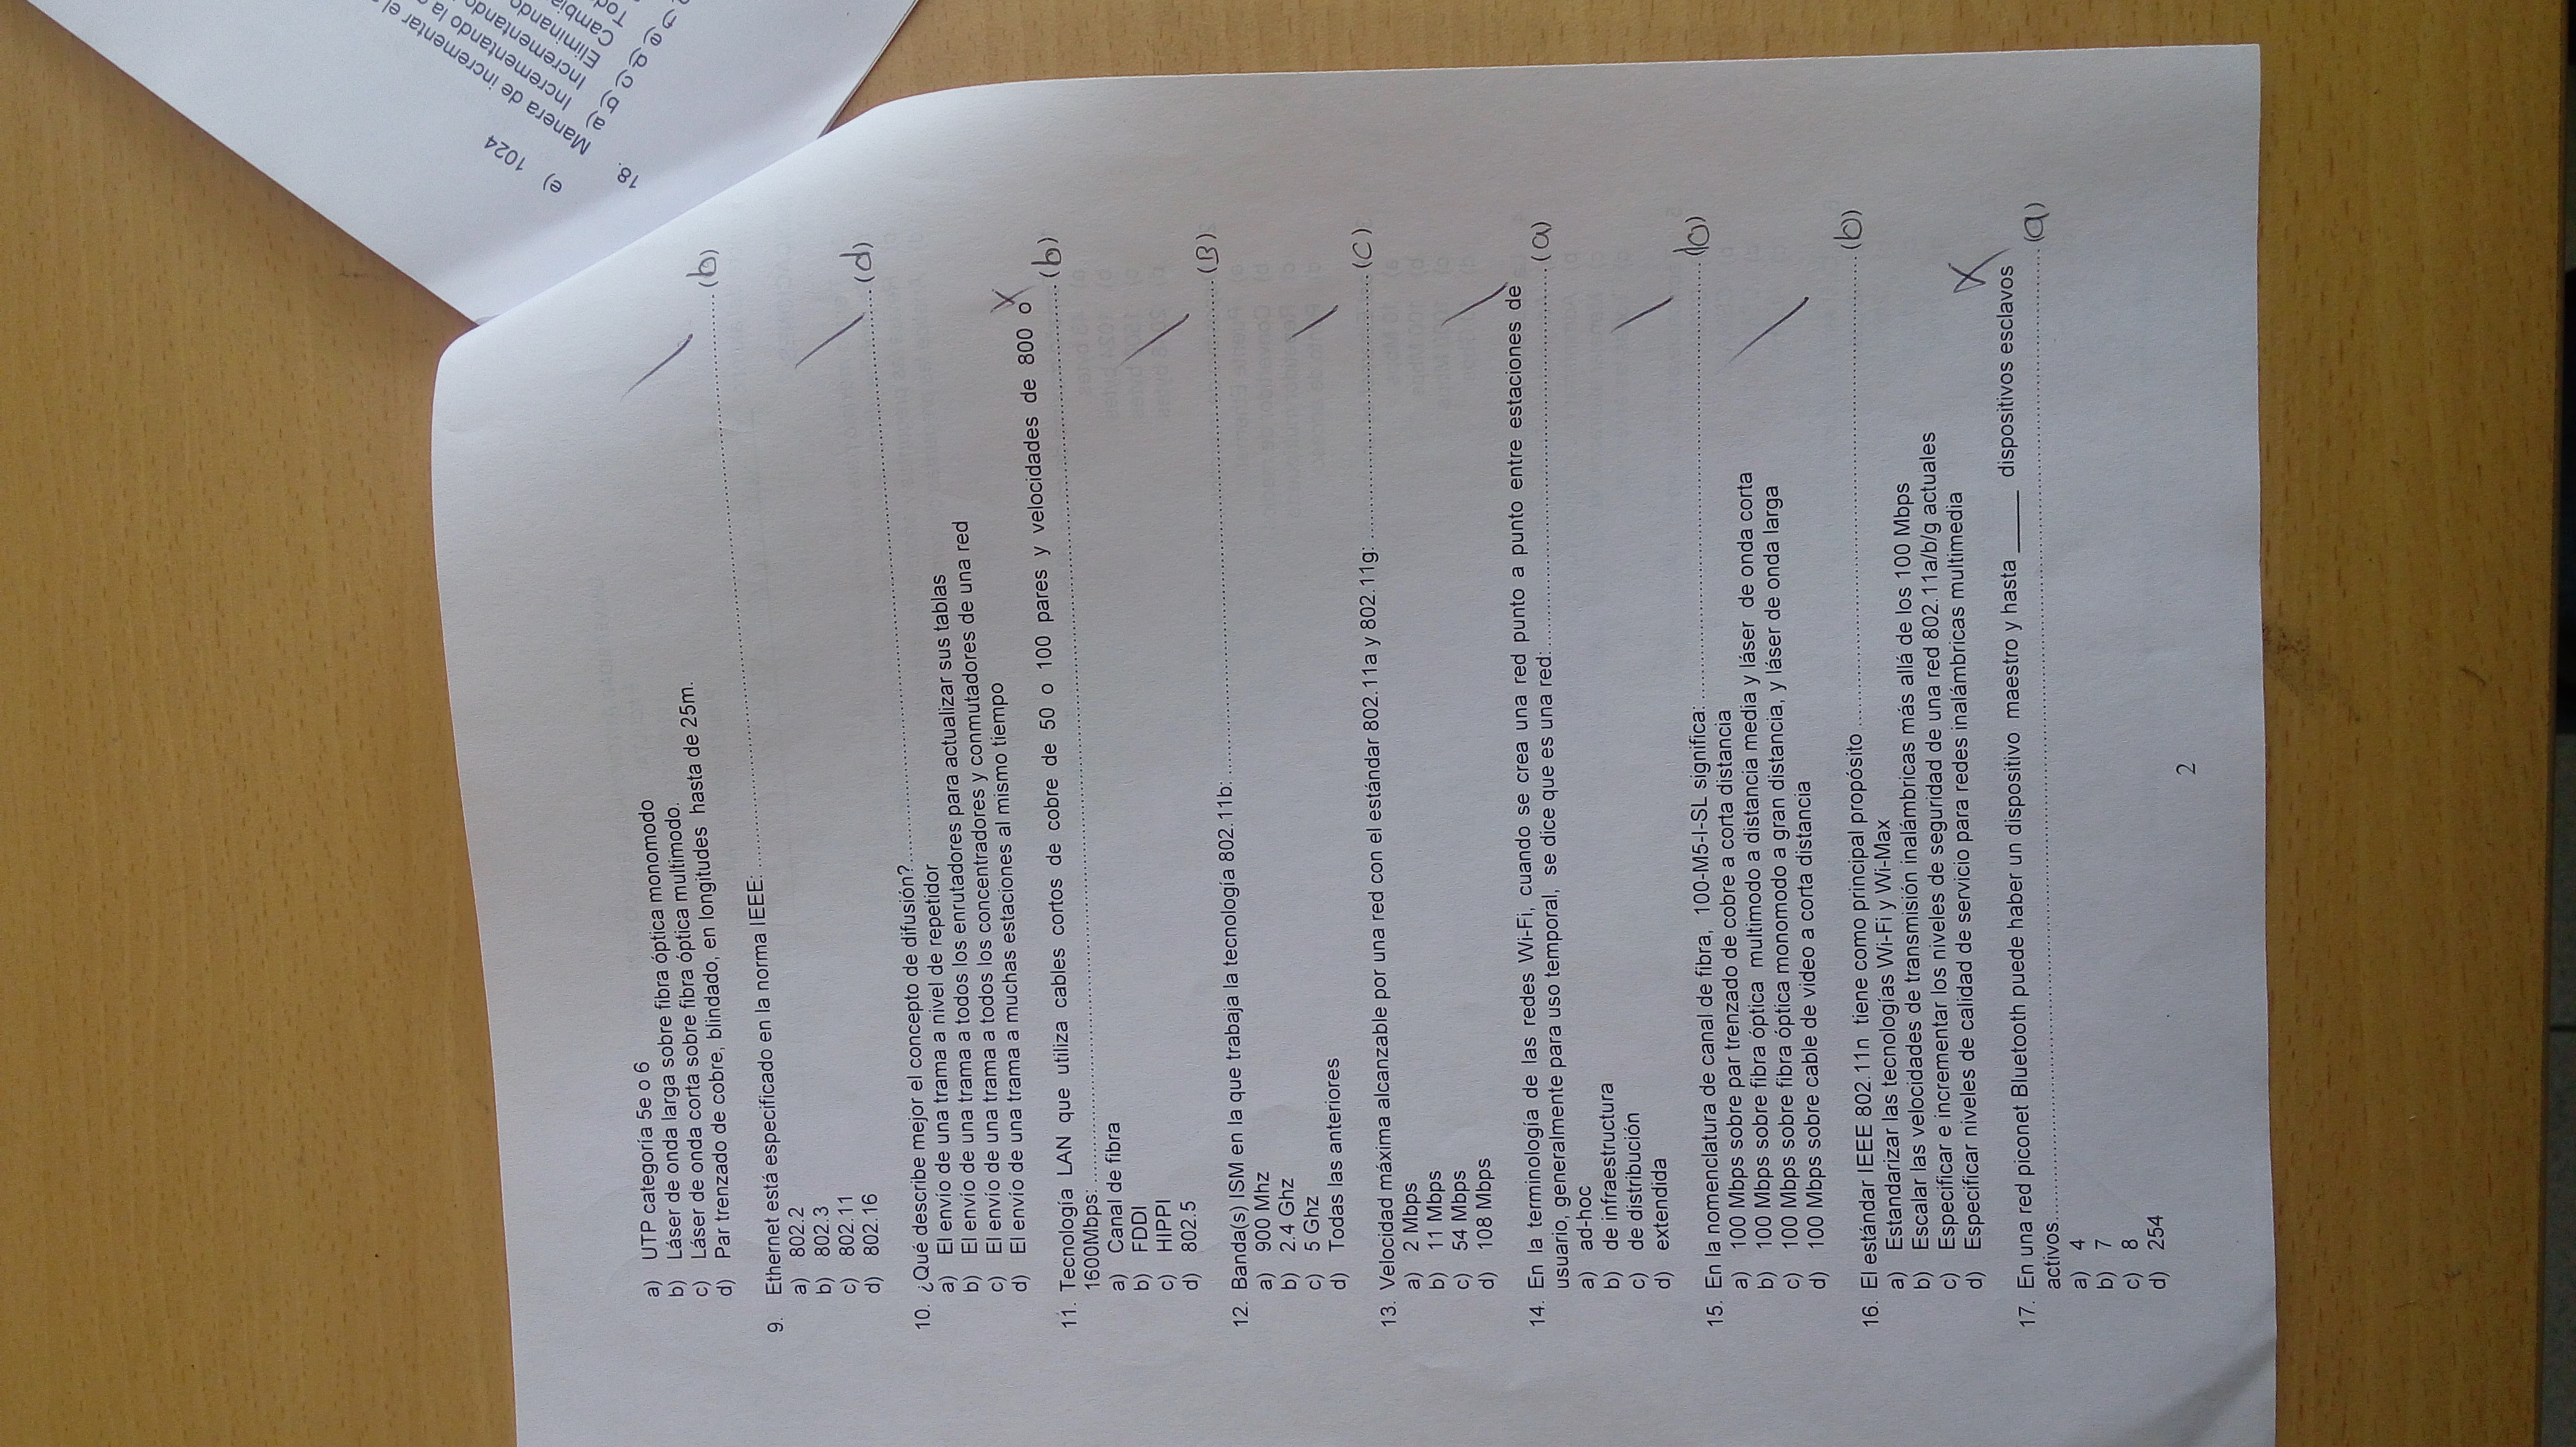 a) UTP categoría 5e o 6
b) Láser de onda larga sobre fibra óptica monomodo
c) Láser de onda corta sobre fibra óptica multimodo.
d) Par trenzado de cobre, blindado, en longitudes hasta de 25m.
9. Ethernet está especificado en la norma IEEE: (b)
a) 802.2
b) 802.3
c) 802.11
d) 802.16
10. ¿Qué describe mejor el concepto de difusión? (d)
a) El envío de una trama a nivel de repetidor
b) El envío de una trama a todos los enrutadores para actualizar sus tablas
c) El envío de una trama a todos los concentradores y conmutadores de una red
d) El envío de una trama a muchas estaciones al mismo tiempo
11. Tecnología LAN que utiliza cables cortos de cobre de 50 o 100 pares y velocidades de 800 o
1600Mbps: (b)
a) Canal de fibra
b) FDDI
c) HIPPI
d) 802.5
12. Banda(s) ISM en la que trabaja la tecnología 802.11b: (B)
a) 900 Mhz
b) 2.4 Ghz
c) 5 Ghz
d) Todas las anteriores
13. Velocidad máxima alcanzable por una red con el estándar 802.11a y 802.11g: (C)
a) 2 Mbps
b) 11 Mbps
c) 54 Mbps
d) 108 Mbps
14. En la terminología de las redes Wi-Fi, cuando se crea una red punto a punto entre estaciones de
usuario, generalmente para uso temporal, se dice que es una red: (a)
a) ad-hoc
b) de infraestructura
c) de distribución
d) extendida
15. En la nomenclatura de canal de fibra, 100-M5-I-SL significa: (b)
a) 100 Mbps sobre par trenzado de cobre a corta distancia
b) 100 Mbps sobre fibra óptica multimodo a distancia media y láser de onda corta
c) 100 Mbps sobre fibra óptica monomodo a gran distancia, y láser de onda larga
d) 100 Mbps sobre cable de video a corta distancia
16. El estándar IEEE 802.11n tiene como principal propósito (b)
a) Estandarizar las tecnologías Wi-Fi y Wi-Max
b) Escalar las velocidades de transmisión inalámbricas más allá de los 100 Mbps
c) Especificar e incrementar los niveles de seguridad de una red 802.11a/b/g actuales
d) Especificar niveles de calidad de servicio para redes inalámbricas multimedia
17. En una red piconet Bluetooth puede haber un dispositivo maestro y hasta ______ dispositivos esclavos
activos. (a)
a) 4
b) 7
c) 8
d) 254
2
e) 1024
18. Manera de incrementar el
a) Incrementando la
b) Incrementando
c) Eliminando
d)
e)
f)